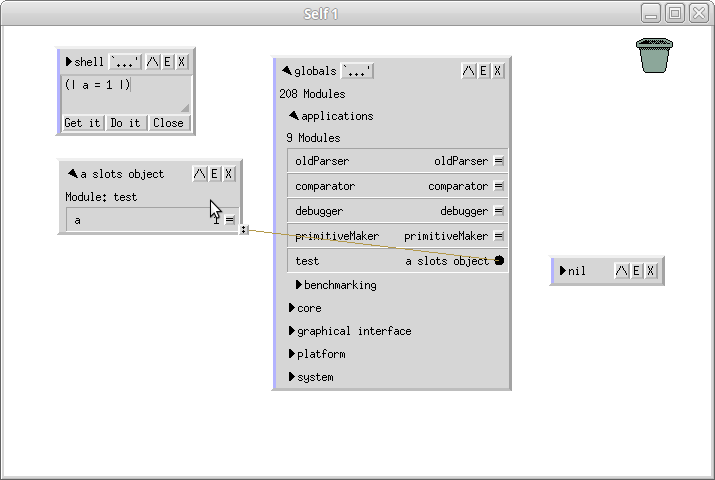 Self 1
shell `...' /\ E X
(| a = 1 |)
Get it Do it Close
a slots object /\ E X
Module: test
a 1
globals `...' /\ E X
208 Modules
applications
9 Modules
oldParser oldParser
comparator comparator
debugger debugger
primitiveMaker primitiveMaker
test a slots object
benchmarking
core
graphical interface
platform
system
nil /\ E X